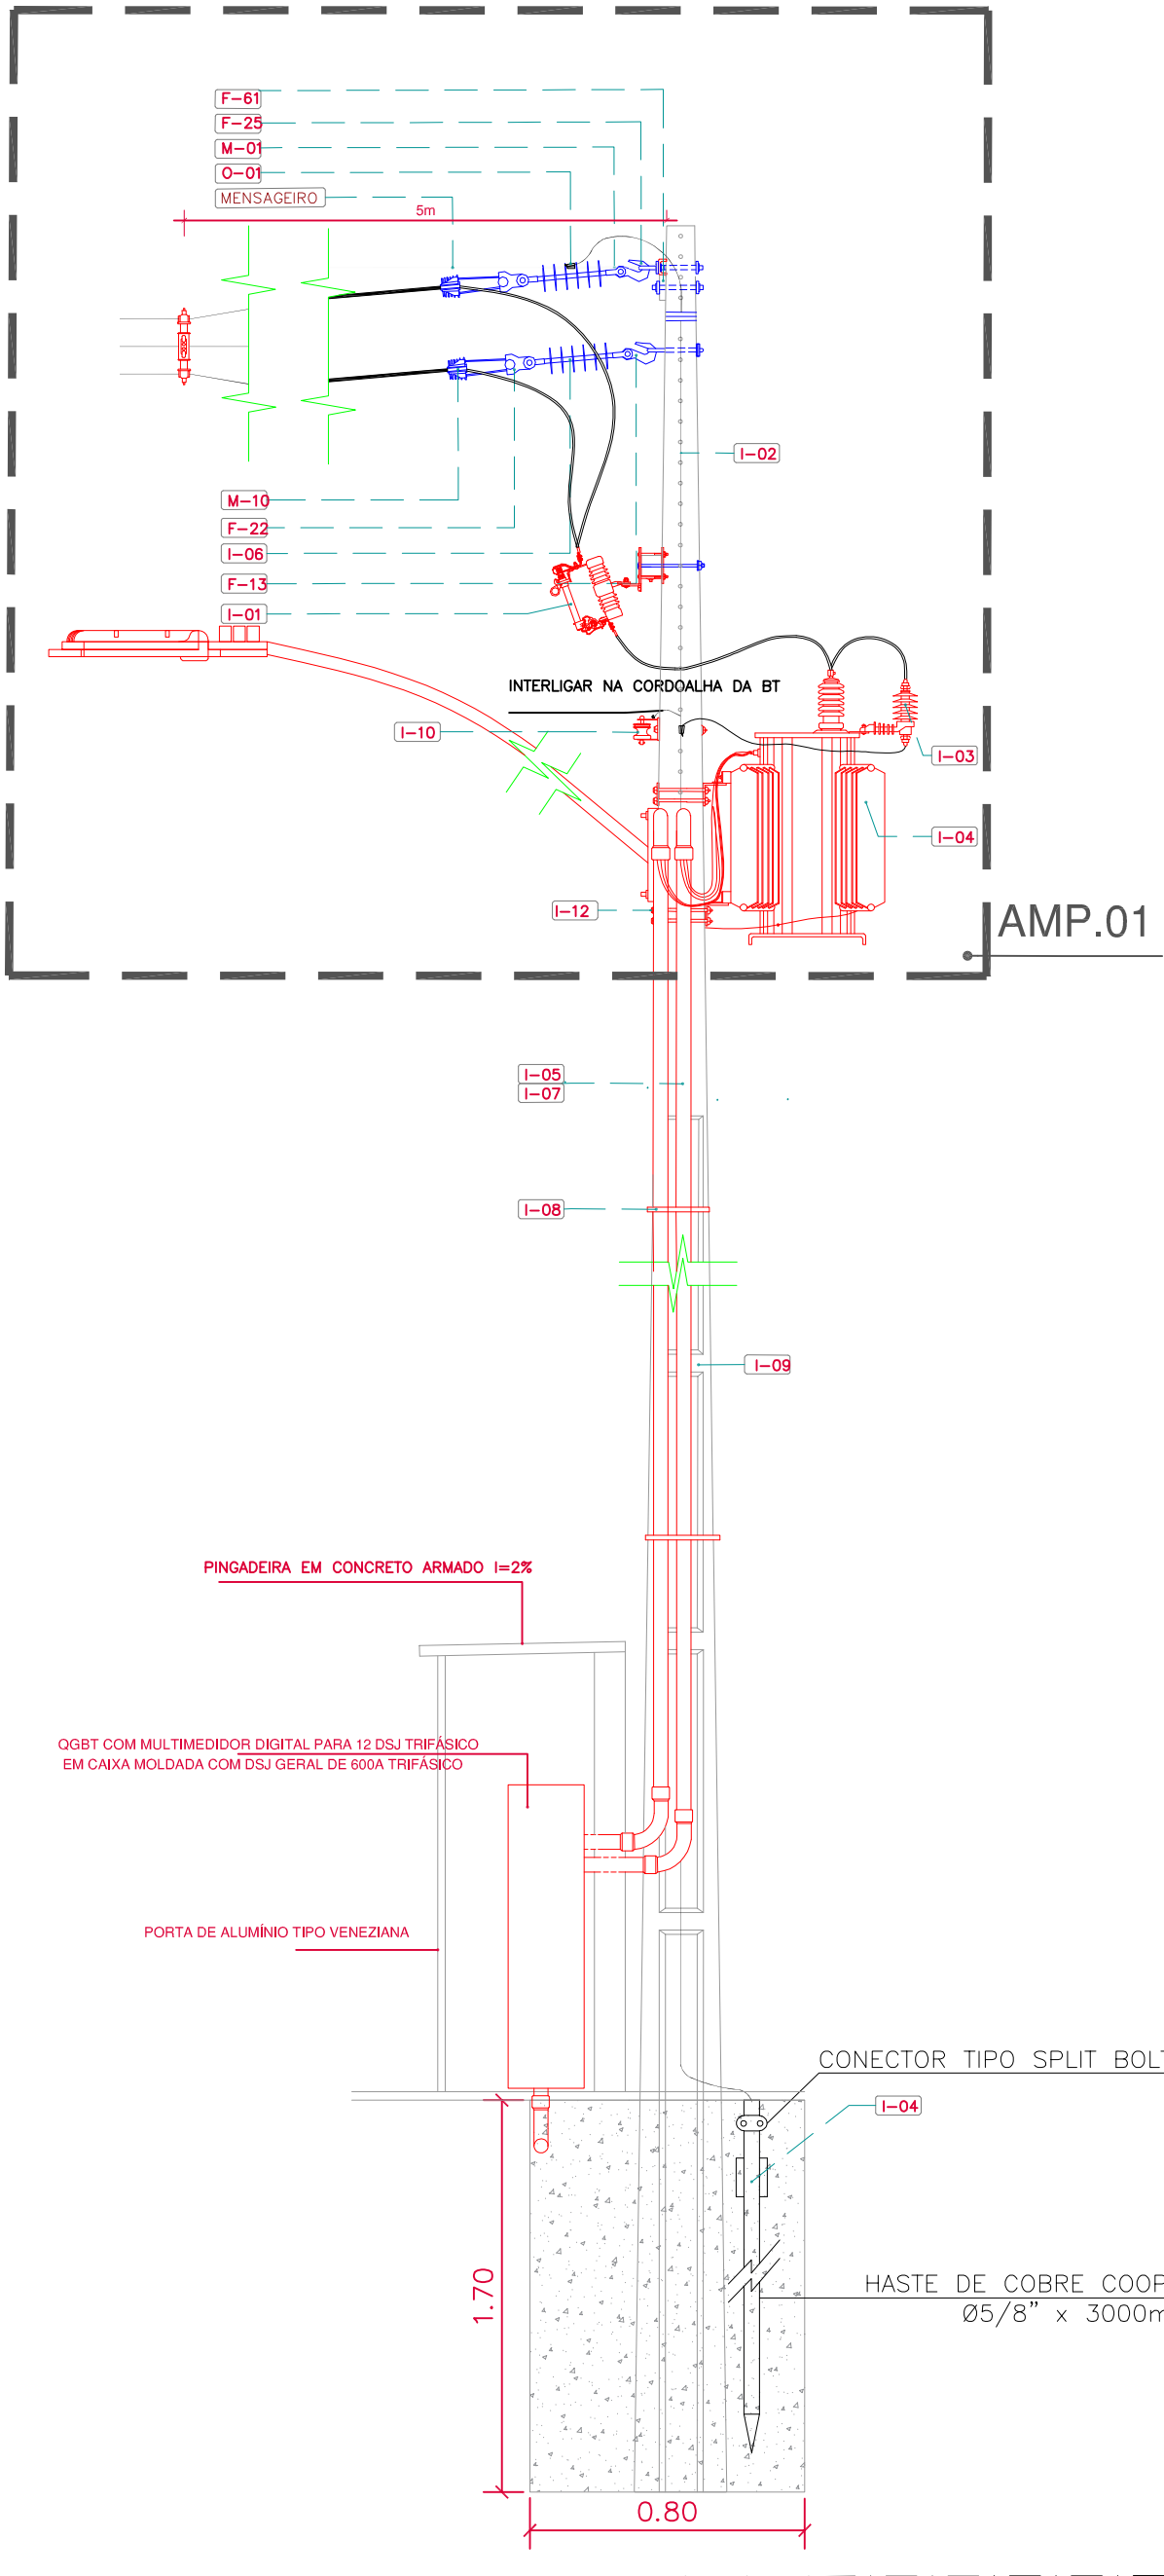 F-61
F-25
M-01
O-01
MENSAGEIRO
5m
I-02
M-10
F-22
I-06
F-13
I-01
INTERLIGAR NA CORDOALHA DA BT
I-10
I-03
I-04
I-12
AMP.01
I-05
I-07
I-08
I-09
PINGADEIRA EM CONCRETO ARMADO I=2%
QGBT COM MULTIMEDIDOR DIGITAL PARA 12 DSJ TRIFÁSICO
EM CAIXA MOLDADA COM DSJ GERAL DE 600A TRIFÁSICO
PORTA DE ALUMÍNIO TIPO VENEZIANA
CONECTOR TIPO SPLIT BOLT
I-04
1.70
HASTE DE COBRE COOP
Ø5/8" x 3000m
0.80